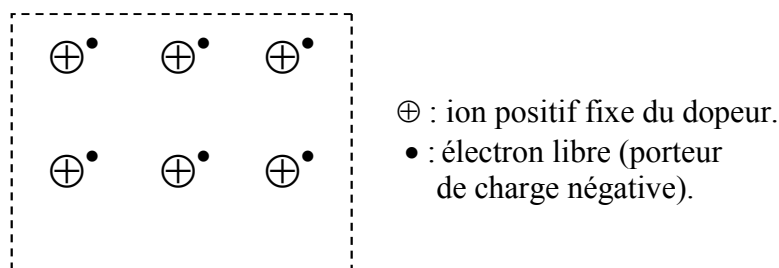 ⊕ : ion positif fixe du dopeur.
• : électron libre (porteur
de charge négative).